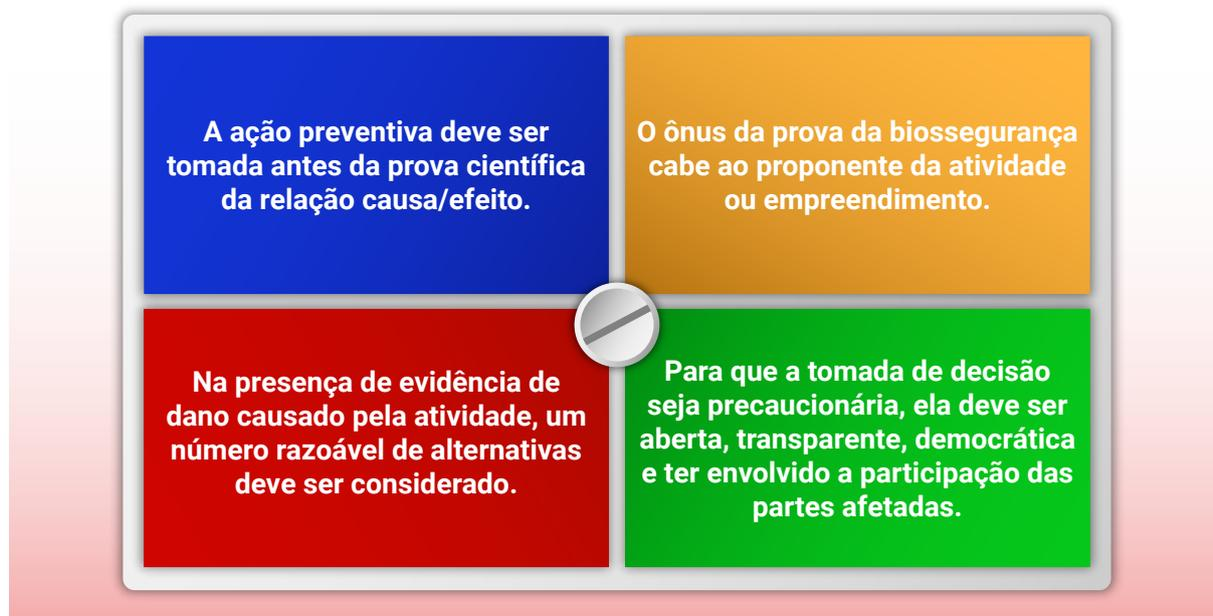 A ação preventiva deve ser
tomada antes da prova científica
da relação causa/efeito.
O ônus da prova da biossegurança
cabe ao proponente da atividade
ou empreendimento.
Na presença de evidência de
dano causado pela atividade, um
número razoável de alternativas
deve ser considerado.
Para que a tomada de decisão
seja precaucionária, ela deve ser
aberta, transparente, democrática
e ter envolvido a participação das
partes afetadas.